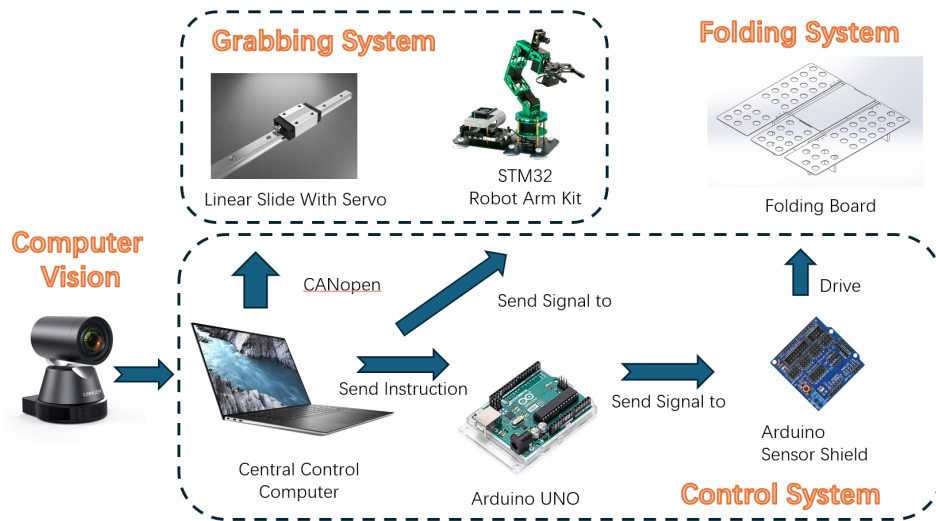 Grabbing System
Folding System
Linear Slide With Servo
STM32
Robot Arm Kit
Folding Board
Computer
Vision
CANopen
Send Signal to
Drive
Send Instruction
Send Signal to
Central Control
Computer
Arduino UNO
Arduino
Sensor Shield
Control System